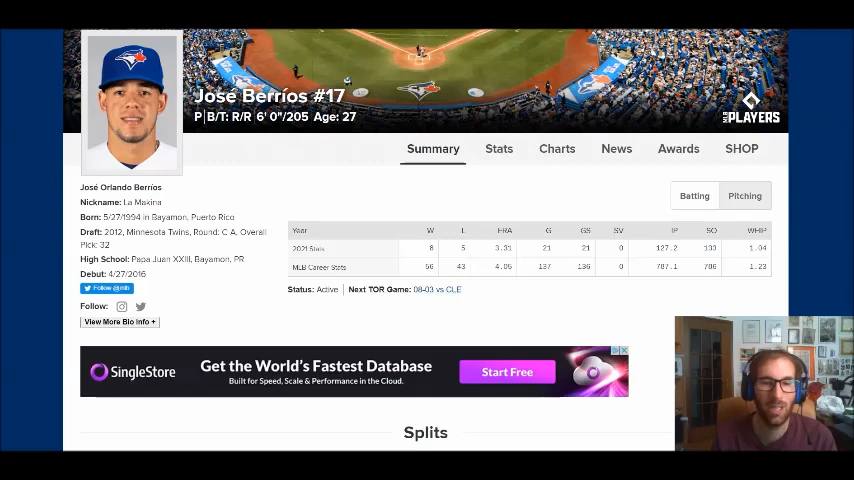 José Berríos #17
P B/T: R/R 6' 0"/205 Age: 27
MLB PLAYERS
Summary Stats Charts News Awards SHOP
José Orlando Berríos
Nickname: La Makina
Born: 5/27/1994 in Bayamon, Puerto Rico
Draft: 2012, Minnesota Twins, Round: C A, Overall
Pick: 32
High School: Papa Juan XXIII, Bayamon, PR
Debut: 4/27/2016
Follow @mlb
Follow:
View More Bio Info +
Batting Pitching
Year W L ERA G GS SV IP SO WHIP
2021 Stats 8 5 3.31 21 21 0 127.2 133 1.04
MLB Career Stats 56 43 4.05 137 136 0 787.1 786 1.23
Status: Active Next TOR Game: 08-03 vs CLE
SingleStore
Get the World's Fastest Database
Built for Speed, Scale & Performance in the Cloud.
Start Free
Splits